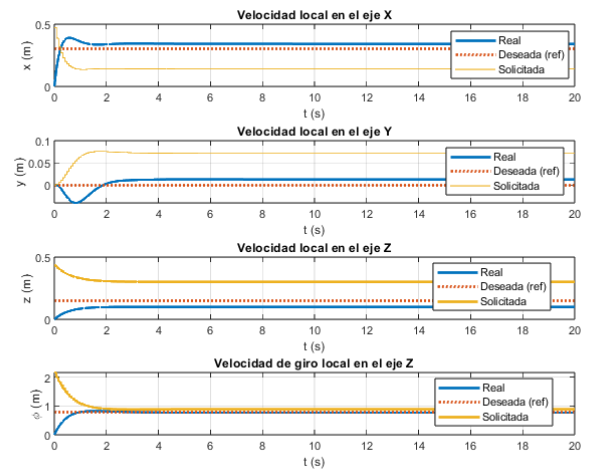 Velocidad local en el eje X
0.5
0
x (m)
0 2 4 6 8 10 12 14 16 18 20
t (s)
Real
Deseada (ref)
Solicitada
Velocidad local en el eje Y
0.1
0.05
0
y (m)
0 2 4 6 8 10 12 14 16 18 20
t (s)
Real
Deseada (ref)
Solicitada
Velocidad local en el eje Z
0.5
0
z (m)
0 2 4 6 8 10 12 14 16 18 20
t (s)
Real
Deseada (ref)
Solicitada
Velocidad de giro local en el eje Z
2
1
0
ϕ (m)
0 2 4 6 8 10 12 14 16 18 20
t (s)
Real
Deseada (ref)
Solicitada